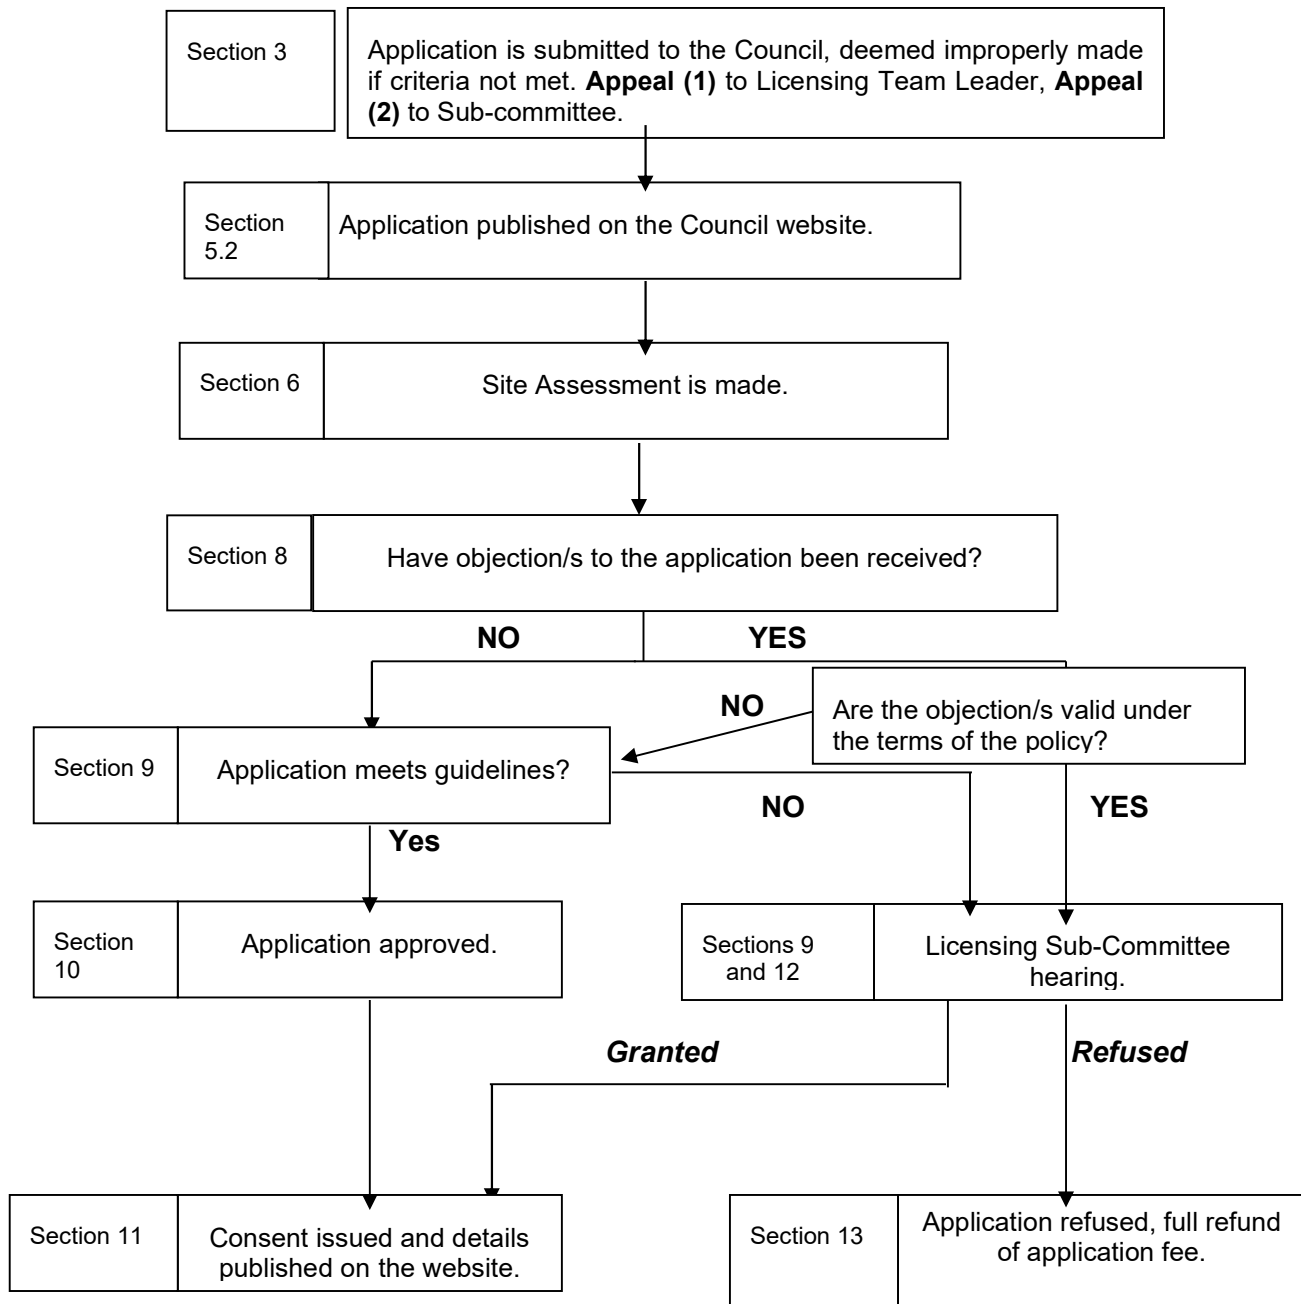 Section 3
Application is submitted to the Council, deemed improperly made
if criteria not met. Appeal (1) to Licensing Team Leader, Appeal
(2) to Sub-committee.
Section
5.2
Application published on the Council website.
Section 6
Site Assessment is made.
Section 8
Have objection/s to the application been received?
NO
YES
NO
Are the objection/s valid under
the terms of the policy?
Section 9
Application meets guidelines?
NO
YES
Yes
Section
10
Application approved.
Sections 9
and 12
Licensing Sub-Committee
hearing.
Granted
Refused
Section 11
Consent issued and details
published on the website.
Section 13
Application refused, full refund
of application fee.